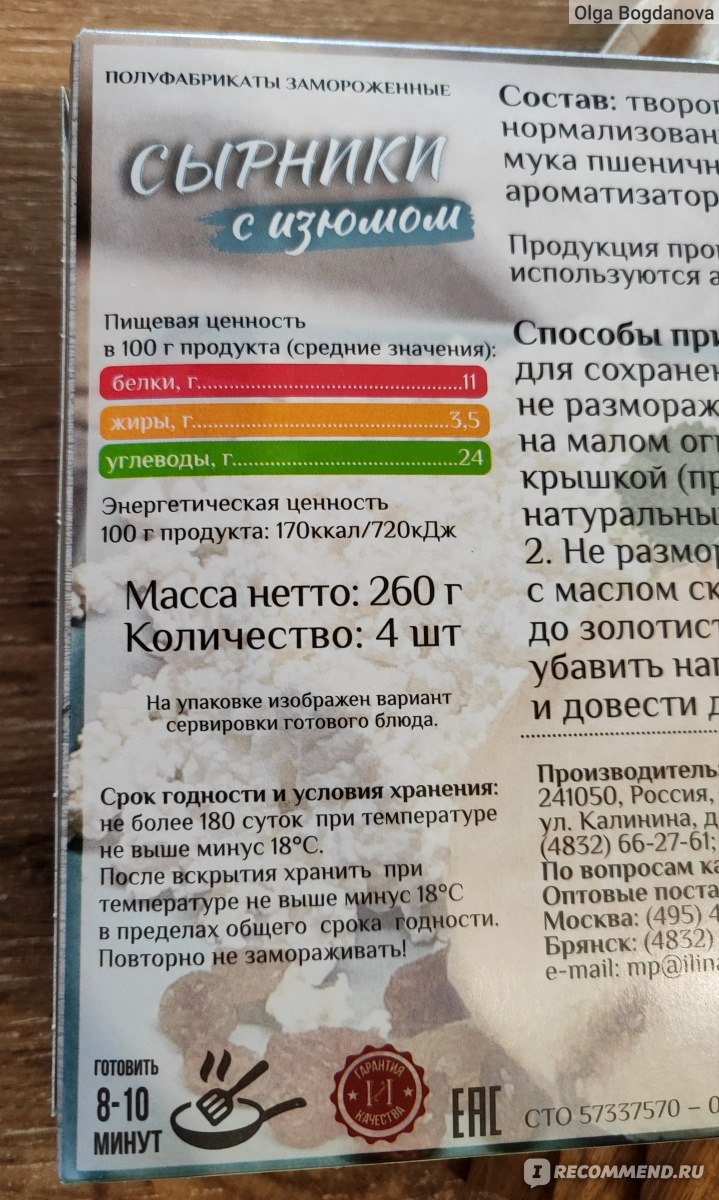 Olga Bogdanova
ПОЛУФАБРИКАТЫ ЗАМОРОЖЕННЫЕ
СЫРНИКИ
с изюмом
Пищевая ценность
в 100 г продукта (средние значения):
белки, г.......................................11
жиры, г.......................................3,5
углеводы, г..................................24
Энергетическая ценность
100 г продукта: 170ккал/720кДж
Масса нетто: 260 г
Количество: 4 шт
На упаковке изображен вариант
сервировки готового блюда.
Срок годности и условия хранения:
не более 180 суток при температуре
не выше минус 18°С.
После вскрытия хранить при
температуре не выше минус 18°С
в пределах общего срока годности.
Повторно не замораживать!
ГОТОВИТЬ
8-10
МИНУТ
ГАРАНТИЯ
И
КАЧЕСТВА
ЕАС
СТО 57337570 – 0
Состав: творог
нормализован
мука пшеничн
ароматизатор
Продукция про
используются а
Способы при
для сохранен
не разморАж
на малом ог
крышкой (пр
натуральны
2. Не размор
с маслом ск
до золотист
убавить наг
и довести д
Производитель:
241050, Россия,
ул. Калинина, д
(4832) 66-27-61;
По вопросам ка
Оптовые поста
Москва: (495) 4
Брянск: (4832)
e-mail: mp@ilina
IRECOMMEND.RU